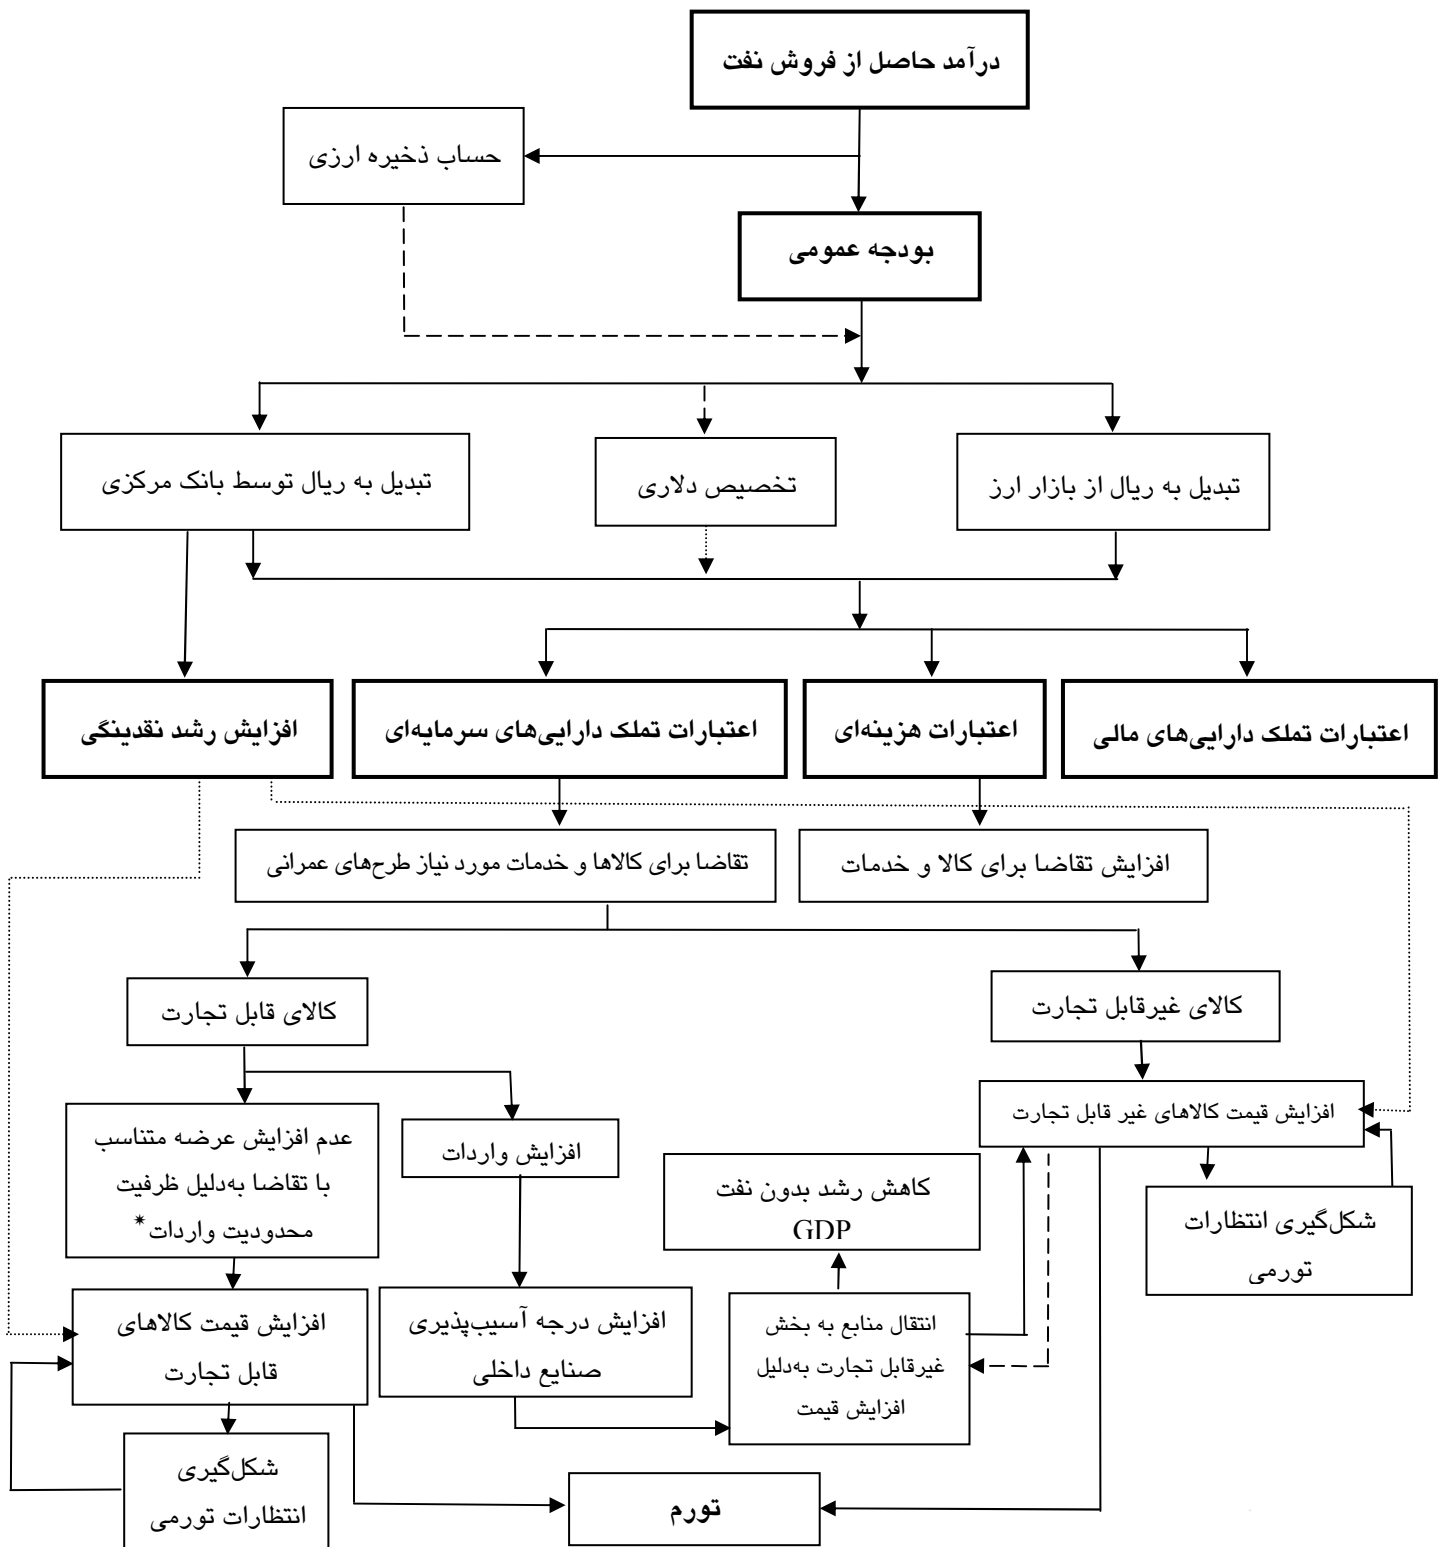 درآمد حاصل از فروش نفت
حساب ذخیره ارزی
بودجه عمومی
تبدیل به ریال از بازار ارز
تخصیص دلاری
تبدیل به ریال توسط بانک مرکزی
اعتبارات تملک دارایی‌های مالی
اعتبارات هزینه‌ای
اعتبارات تملک دارایی‌های سرمایه‌ای
افزایش رشد نقدینگی
افزایش تقاضا برای کالا و خدمات
تقاضا برای کالاها و خدمات مورد نیاز طرح‌های عمرانی
کالای غیرقابل تجارت
کالای قابل تجارت
افزایش قیمت کالاهای غیر قابل تجارت
افزایش واردات
عدم افزایش عرضه متناسب
با تقاضا به‌دلیل ظرفیت
محدودیت واردات*
شکل‌گیری انتظارات
تورمی
کاهش رشد بدون نفت
GDP
انتقال منابع به بخش
غیرقابل تجارت به‌دلیل
افزایش قیمت
افزایش درجه آسیب‌پذیری
صنایع داخلی
افزایش قیمت کالاهای
قابل تجارت
شکل‌گیری
انتظارات تورمی
تورم